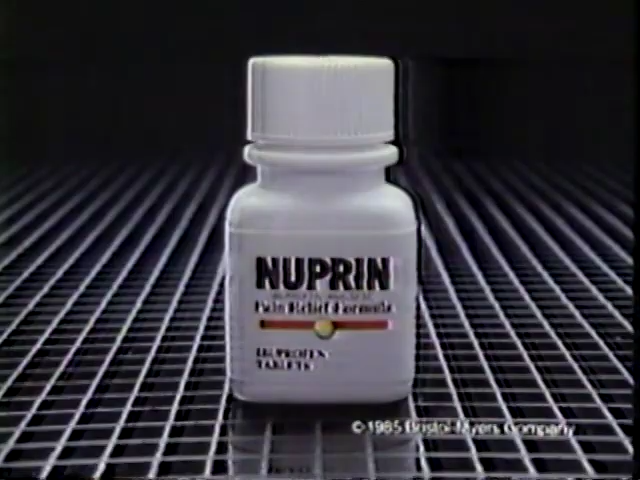 NUPRIN
Pain Relief Formula
IBUPROFEN
TABLETS
©1985 Bristol-Myers Company